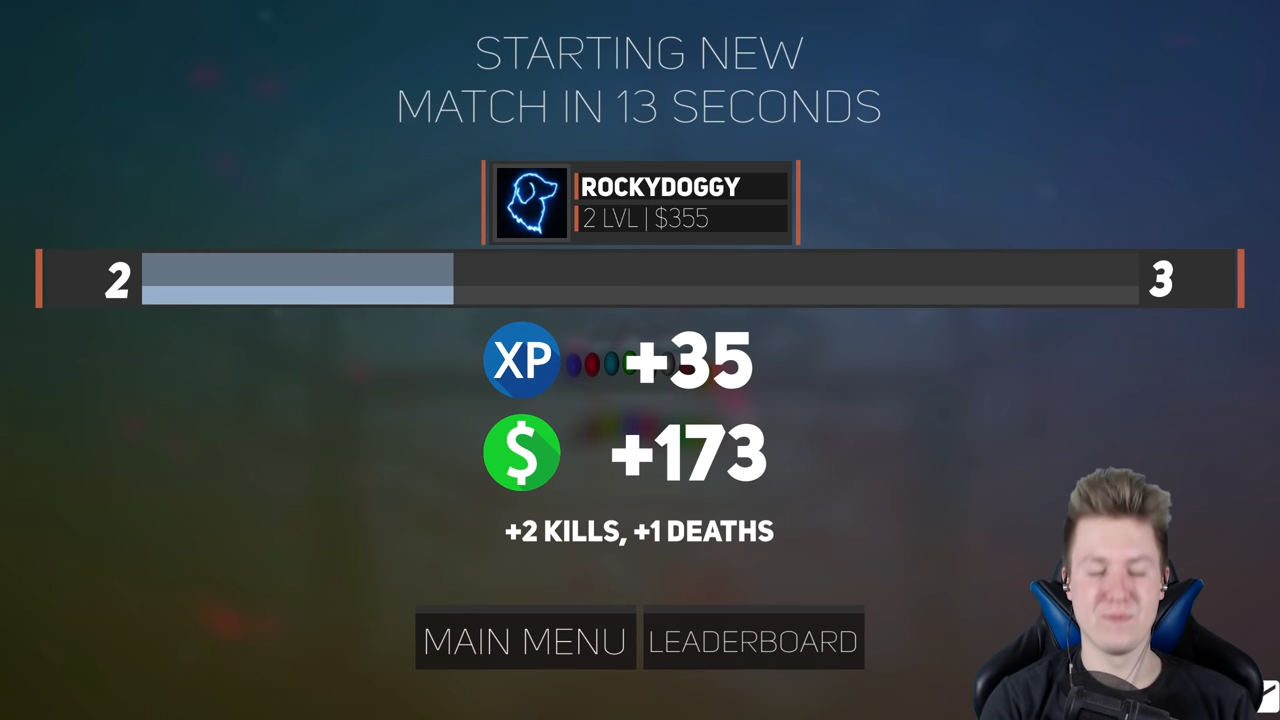 STARTING NEW
MATCH IN 13 SECONDS
ROCKYDOGGY
2 LVL | $355
2
3
XP +35
$ +173
+2 KILLS, +1 DEATHS
MAIN MENU
LEADERBOARD